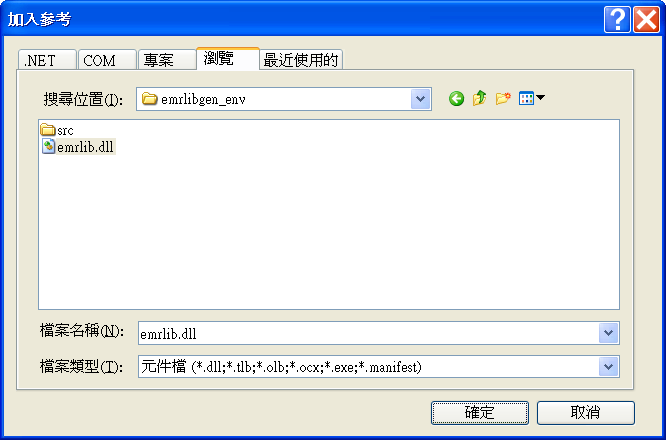 加入參考
.NET COM 專案 瀏覽 最近使用的
搜尋位置(I): emrlibgen_env
src
emrlib.dll
檔案名稱(N): emrlib.dll
檔案類型(T): 元件檔 (*.dll;*.tlb;*.olb;*.ocx;*.exe;*.manifest)
確定 取消